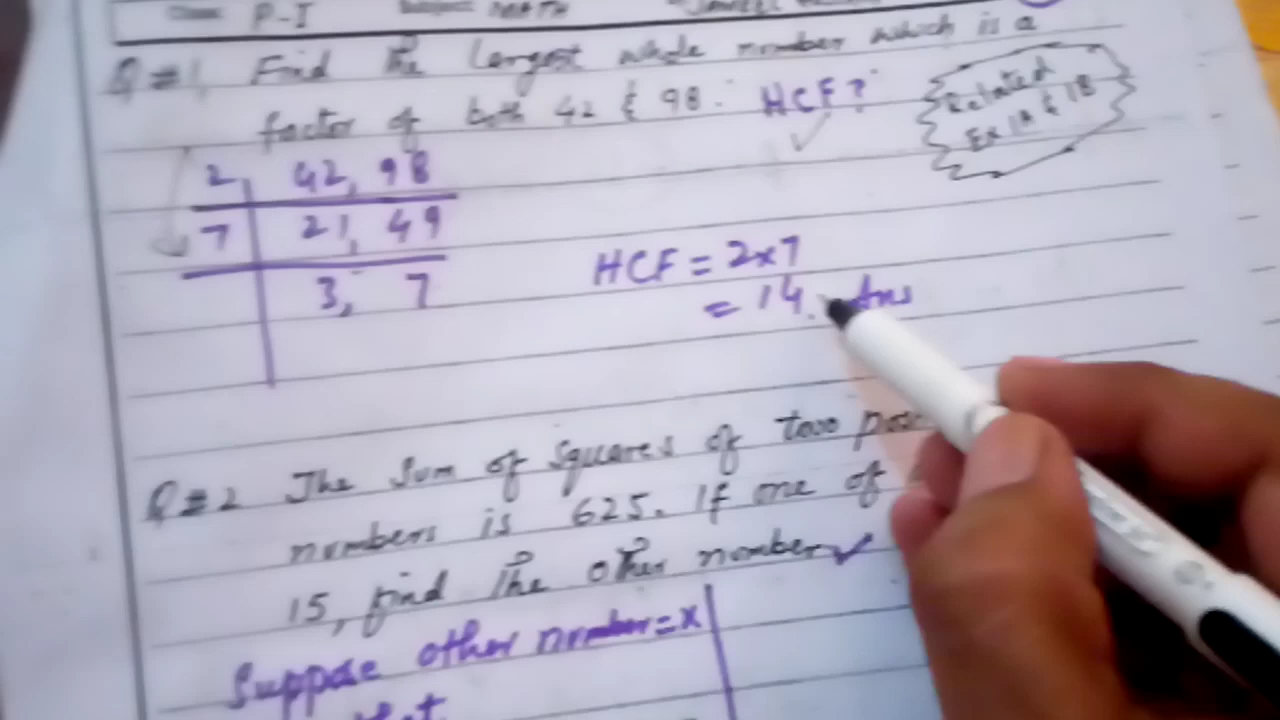 P-I MATH
Q#1, Find the largest whole number which is a
factor of both 42 & 98. HCF?
Related
Ex 1A & 1B
2, 42, 98
7 21, 49
3, 7
HCF = 2x7
= 14. Ans
Q#2 The Sum of Squares of two
numbers is 625. If one of
15, find the other number
Suppose other number = x
that